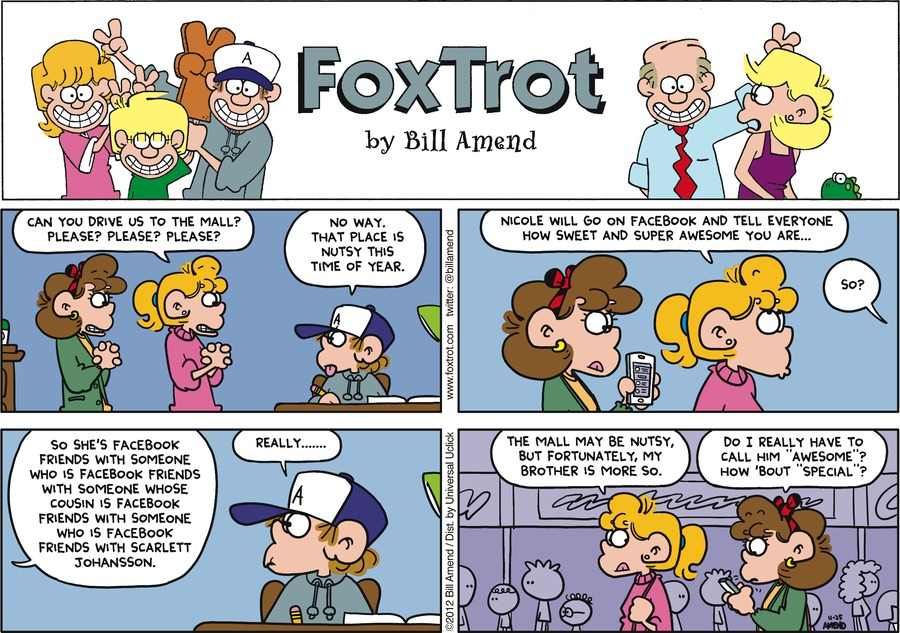 A
FOXTROT
by Bill Amend
CAN YOU DRIVE US TO THE MALL?
PLEASE? PLEASE? PLEASE?
NO WAY.
THAT PLACE IS
NUTSY THIS
TIME OF YEAR.
A
www.foxtrot.com twitter: @billamend
NICOLE WILL GO ON FACEBOOK AND TELL EVERYONE
HOW SWEET AND SUPER AWESOME YOU ARE...
SO?
SO SHE'S FACEBOOK
FRIENDS WITH SOMEONE
WHO IS FACEBOOK FRIENDS
WITH SOMEONE WHOSE
COUSIN IS FACEBOOK
FRIENDS WITH SOMEONE
WHO IS FACEBOOK
FRIENDS WITH SCARLETT
JOHANSSON.
REALLY.......
A
©2012 Bill Amend / Dist. by Universal Uclick
THE MALL MAY BE NUTSY,
BUT FORTUNATELY, MY
BROTHER IS MORE SO.
DO I REALLY HAVE TO
CALL HIM "AWESOME"?
HOW 'BOUT "SPECIAL"?
11-25
AMEND